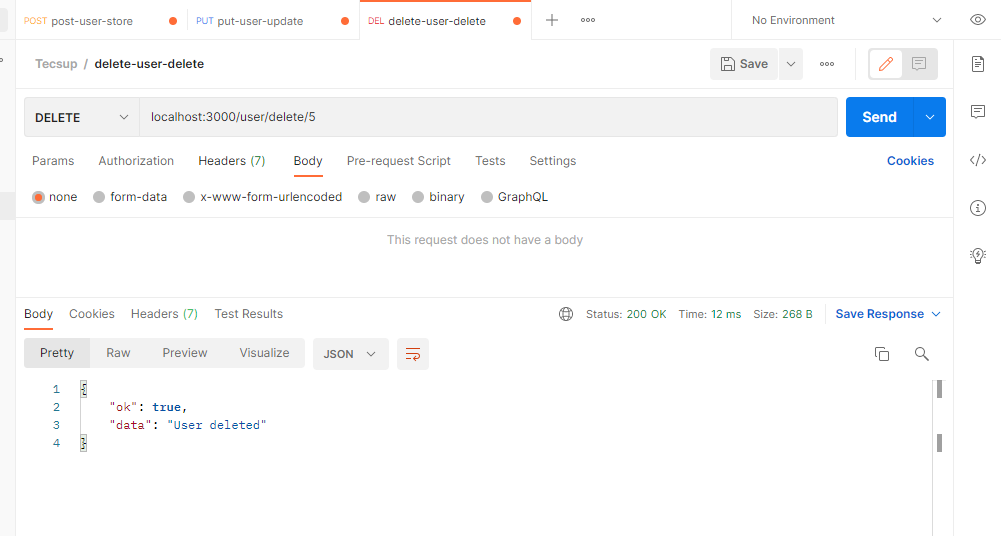 POST post-user-store PUT put-user-update DEL delete-user-delete No Environment
Tecsup / delete-user-delete Save
DELETE localhost:3000/user/delete/5 Send
Params Authorization Headers (7) Body Pre-request Script Tests Settings Cookies
none form-data x-www-form-urlencoded raw binary GraphQL
This request does not have a body
Body Cookies Headers (7) Test Results Status: 200 OK Time: 12 ms Size: 268 B Save Response
Pretty Raw Preview Visualize JSON
1 {
2 "ok": true,
3 "data": "User deleted"
4 }